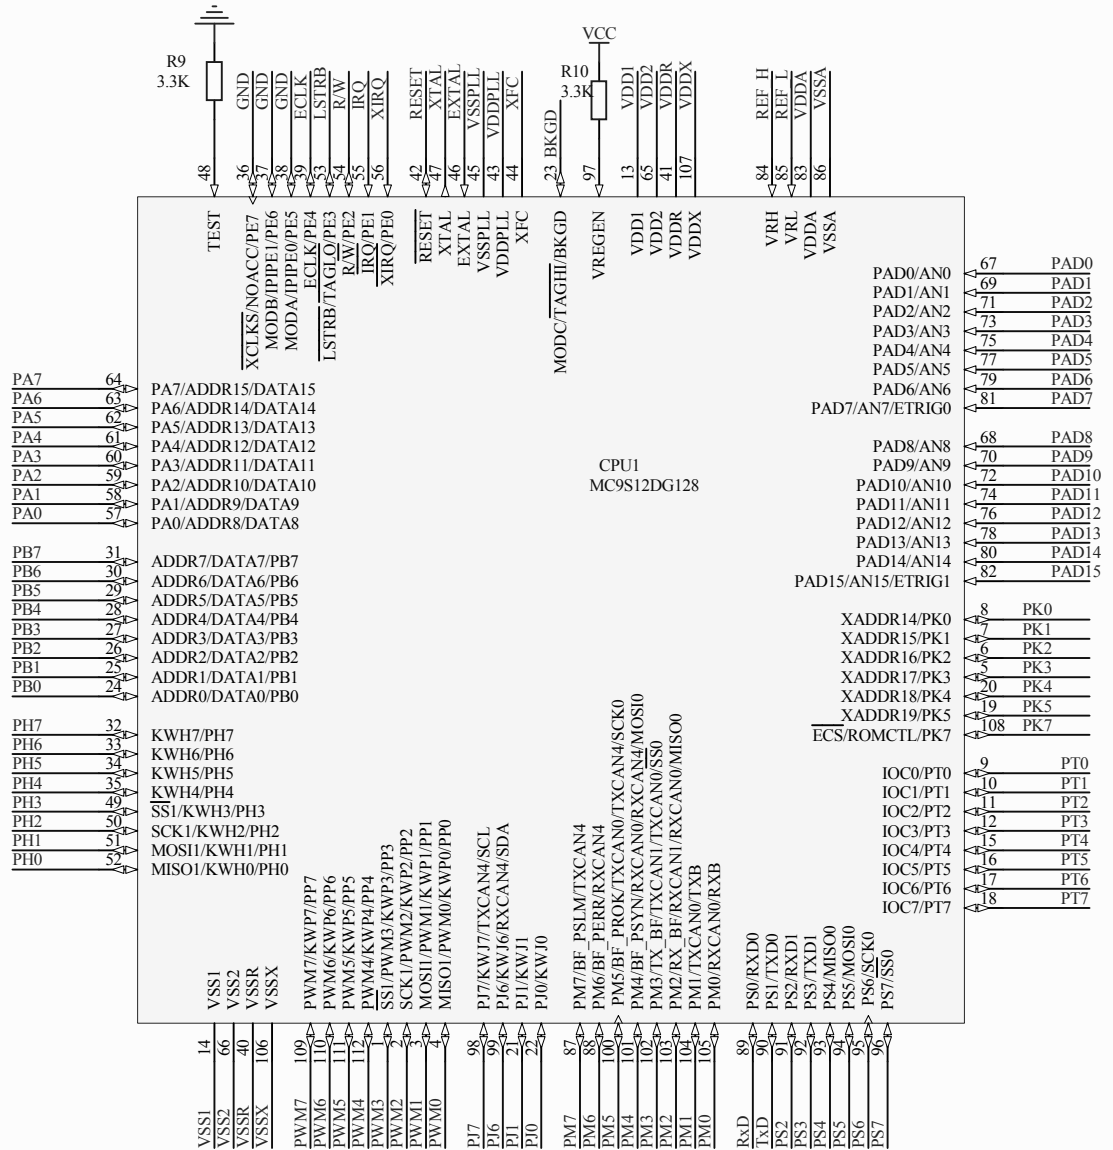 R9
3.3K
VCC
R10
3.3K
GND
GND
GND
ECLK
LSTRB
R/W
IRQ
XIRQ
RESET
XTAL
EXTAL
VSSPLL
VDDPLL
XFC
BKGD
VDD1
VDD2
VDDR
VDDX
REF_H
REF_L
VDDA
VSSA
48
36
37
38
39
53
54
55
56
42
47
46
45
43
44
23
97
13
65
41
107
84
85
83
86
TEST
XCLKS/NOACC/PE7
MODB/IPIPE1/PE6
MODA/IPIPE0/PE5
ECLK/PE4
LSTRB/TAGLO/PE3
R/W/PE2
IRQ/PE1
XIRQ/PE0
RESET
XTAL
EXTAL
VSSPLL
VDDPLL
XFC
MODC/TAGHI/BKGD
VREGEN
VDD1
VDD2
VDDR
VDDX
VRH
VRL
VDDA
VSSA
CPU1
MC9S12DG128
PA7 64 PA7/ADDR15/DATA15
PA6 63 PA6/ADDR14/DATA14
PA5 62 PA5/ADDR13/DATA13
PA4 61 PA4/ADDR12/DATA12
PA3 60 PA3/ADDR11/DATA11
PA2 59 PA2/ADDR10/DATA10
PA1 58 PA1/ADDR9/DATA9
PA0 57 PA0/ADDR8/DATA8
PB7 31 ADDR7/DATA7/PB7
PB6 30 ADDR6/DATA6/PB6
PB5 29 ADDR5/DATA5/PB5
PB4 28 ADDR4/DATA4/PB4
PB3 27 ADDR3/DATA3/PB3
PB2 26 ADDR2/DATA2/PB2
PB1 25 ADDR1/DATA1/PB1
PB0 24 ADDR0/DATA0/PB0
PH7 32 KWH7/PH7
PH6 33 KWH6/PH6
PH5 34 KWH5/PH5
PH4 35 KWH4/PH4
PH3 49 SS1/KWH3/PH3
PH2 50 SCK1/KWH2/PH2
PH1 51 MOSI1/KWH1/PH1
PH0 52 MISO1/KWH0/PH0
PAD0/AN0 67 PAD0
PAD1/AN1 69 PAD1
PAD2/AN2 71 PAD2
PAD3/AN3 73 PAD3
PAD4/AN4 75 PAD4
PAD5/AN5 77 PAD5
PAD6/AN6 79 PAD6
PAD7/AN7/ETRIG0 81 PAD7
PAD8/AN8 68 PAD8
PAD9/AN9 70 PAD9
PAD10/AN10 72 PAD10
PAD11/AN11 74 PAD11
PAD12/AN12 76 PAD12
PAD13/AN13 78 PAD13
PAD14/AN14 80 PAD14
PAD15/AN15/ETRIG1 82 PAD15
XADDR14/PK0 8 PK0
XADDR15/PK1 7 PK1
XADDR16/PK2 6 PK2
XADDR17/PK3 5 PK3
XADDR18/PK4 20 PK4
XADDR19/PK5 19 PK5
ECS/ROMCTL/PK7 108 PK7
IOC0/PT0 9 PT0
IOC1/PT1 10 PT1
IOC2/PT2 11 PT2
IOC3/PT3 12 PT3
IOC4/PT4 15 PT4
IOC5/PT5 16 PT5
IOC6/PT6 17 PT6
IOC7/PT7 18 PT7
VSS1 14 VSS1
VSS2 66 VSS2
VSSR 40 VSSR
VSSX 106 VSSX
PWM7/KWP7/PP7 109 PWM7
PWM6/KWP6/PP6 110 PWM6
PWM5/KWP5/PP5 111 PWM5
PWM4/KWP4/PP4 112 PWM4
SS1/PWM3/KWP3/PP3 1 PWM3
SCK1/PWM2/KWP2/PP2 2 PWM2
MOSI1/PWM1/KWP1/PP1 3 PWM1
MISO1/PWM0/KWP0/PP0 4 PWM0
PJ7/KWJ7/TXCAN4/SCL 98 PJ7
PJ6/KWJ6/RXCAN4/SDA 99 PJ6
PJ1/KWJ1 21 PJ1
PJ0/KWJ0 22 PJ0
PM7/BF_PSLM/TXCAN4 87 PM7
PM6/BF_PERR/RXCAN4 88 PM6
PM5/BF_PROK/TXCAN0/TXCAN4/SCK0 100 PM5
PM4/BF_PSYN/RXCAN0/RXCAN4/MOSI0 101 PM4
PM3/TX_BF/TXCAN1/TXCAN0/SS0 102 PM3
PM2/RX_BF/RXCAN1/RXCAN0/MISO0 103 PM2
PM1/TXCAN0/TXB 104 PM1
PM0/RXCAN0/RXB 105 PM0
PS0/RXD0 89 RxD
PS1/TXD0 90 TxD
PS2/RXD1 91 PS2
PS3/TXD1 92 PS3
PS4/MISO0 93 PS4
PS5/MOSI0 94 PS5
PS6/SCK0 95 PS6
PS7/SS0 96 PS7